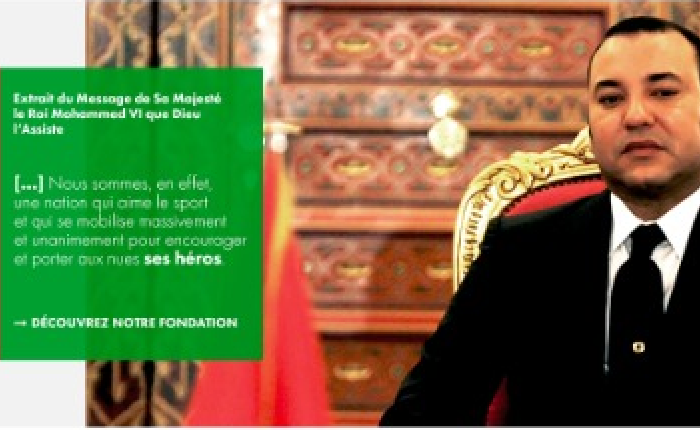 Extrait du Message de Sa Majesté
le Roi Mohammed VI que Dieu
l'Assiste
[...] Nous sommes, en effet,
une nation qui aime le sport
et qui se mobilise massivement
et unanimement pour encourager
et porter aux nues ses héros.
→ DÉCOUVREZ NOTRE FONDATION